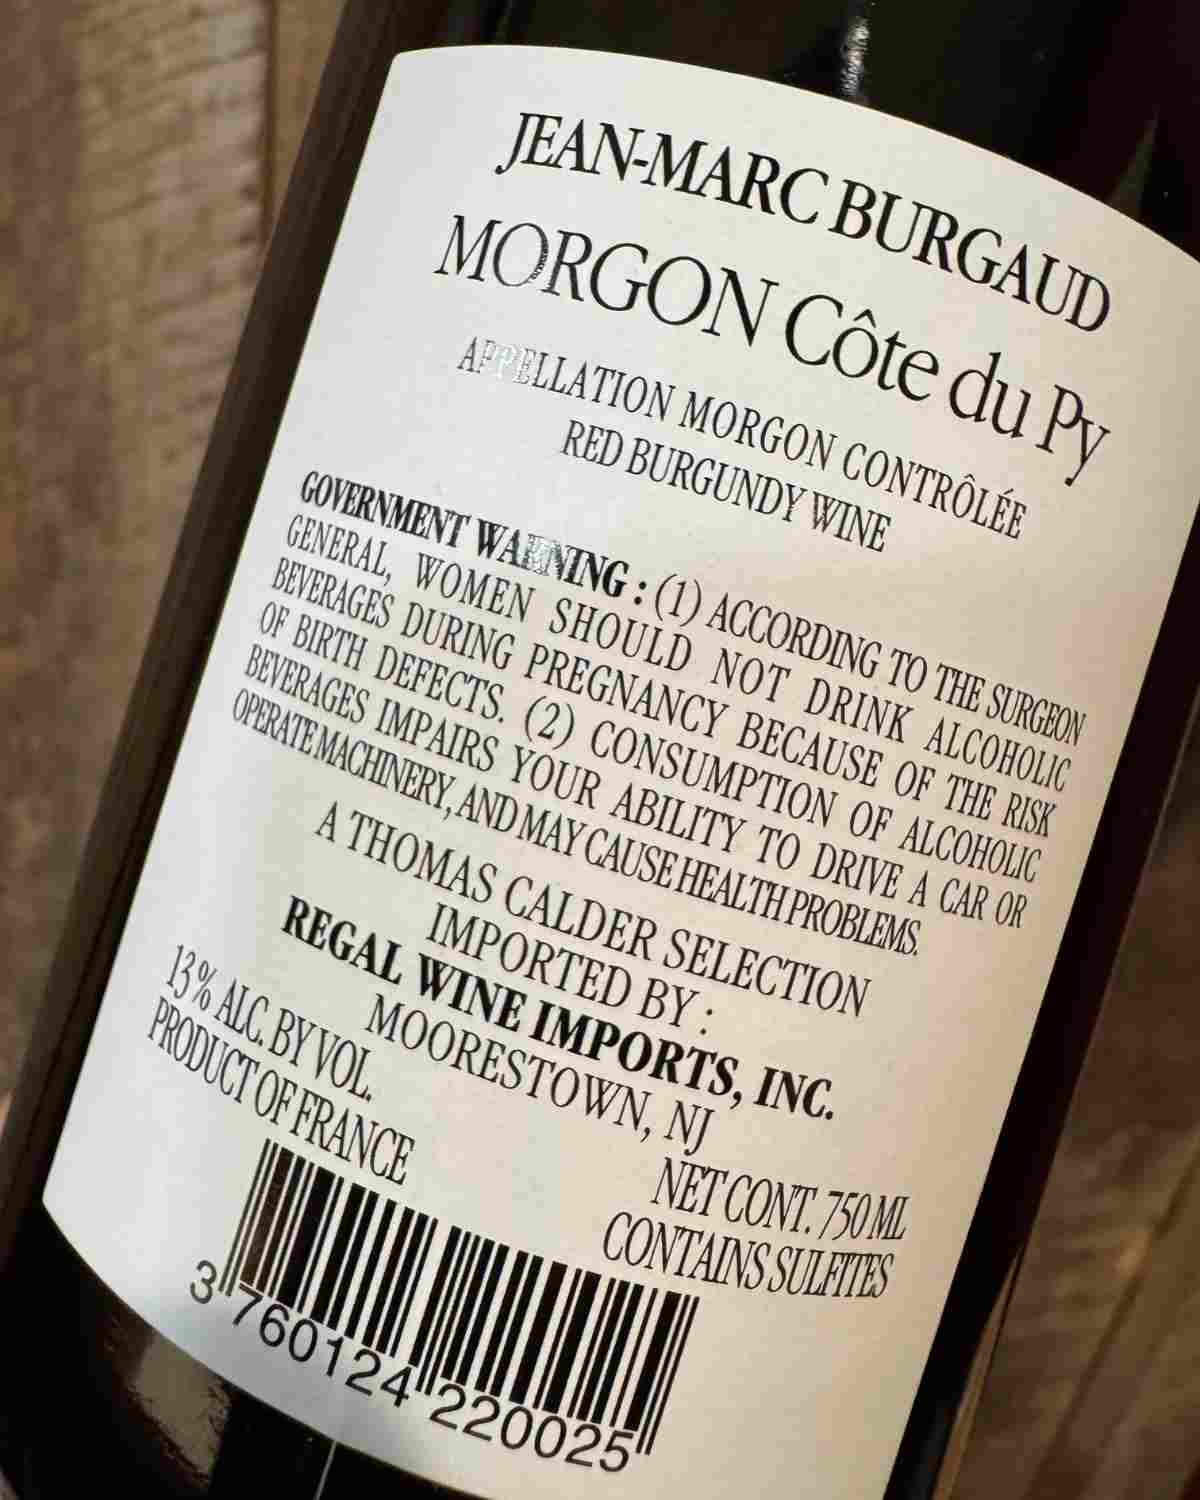 JEAN-MARC BURGAUD
MORGON Côte du Py
APPELLATION MORGON CONTRÔLÉE
RED BURGUNDY WINE
GOVERNMENT WARNING : (1) ACCORDING TO THE SURGEON
GENERAL, WOMEN SHOULD NOT DRINK ALCOHOLIC
BEVERAGES DURING PREGNANCY BECAUSE OF THE RISK
OF BIRTH DEFECTS. (2) CONSUMPTION OF ALCOHOLIC
BEVERAGES IMPAIRS YOUR ABILITY TO DRIVE A CAR OR
OPERATE MACHINERY, AND MAY CAUSE HEALTH PROBLEMS.
A THOMAS CALDER SELECTION
IMPORTED BY :
REGAL WINE IMPORTS, INC.
MOORESTOWN, NJ
13% ALC. BY VOL.
PRODUCT OF FRANCE
NET CONT. 750 ML
CONTAINS SULFITES
3 760124 220025